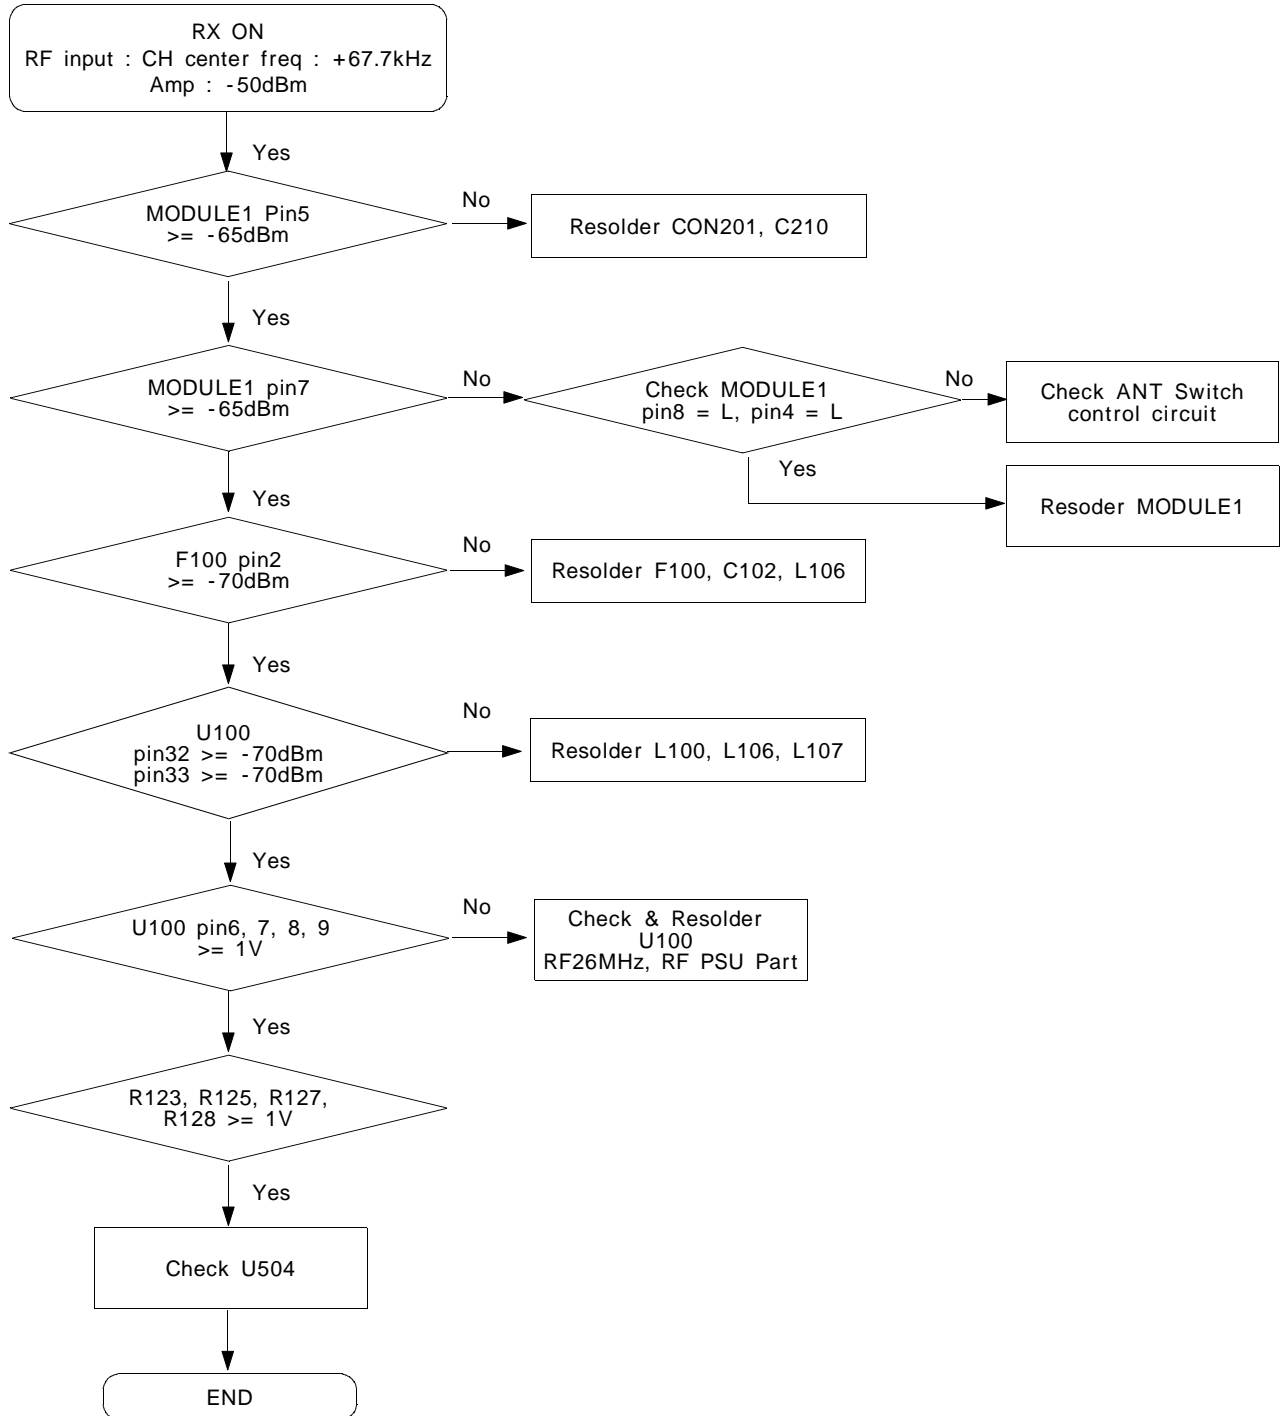 RX ON
RF input : CH center freq : +67.7kHz
Amp : -50dBm
Yes
MODULE1 Pin5
>= -65dBm
No
Resolder CON201, C210
Yes
MODULE1 pin7
>= -65dBm
No
Check MODULE1
pin8 = L, pin4 = L
No
Check ANT Switch
control circuit
Yes
Resoder MODULE1
Yes
F100 pin2
>= -70dBm
No
Resolder F100, C102, L106
Yes
U100
pin32 >= -70dBm
pin33 >= -70dBm
No
Resolder L100, L106, L107
Yes
U100 pin6, 7, 8, 9
>= 1V
No
Check & Resolder
U100
RF26MHz, RF PSU Part
Yes
R123, R125, R127,
R128 >= 1V
Yes
Check U504
END